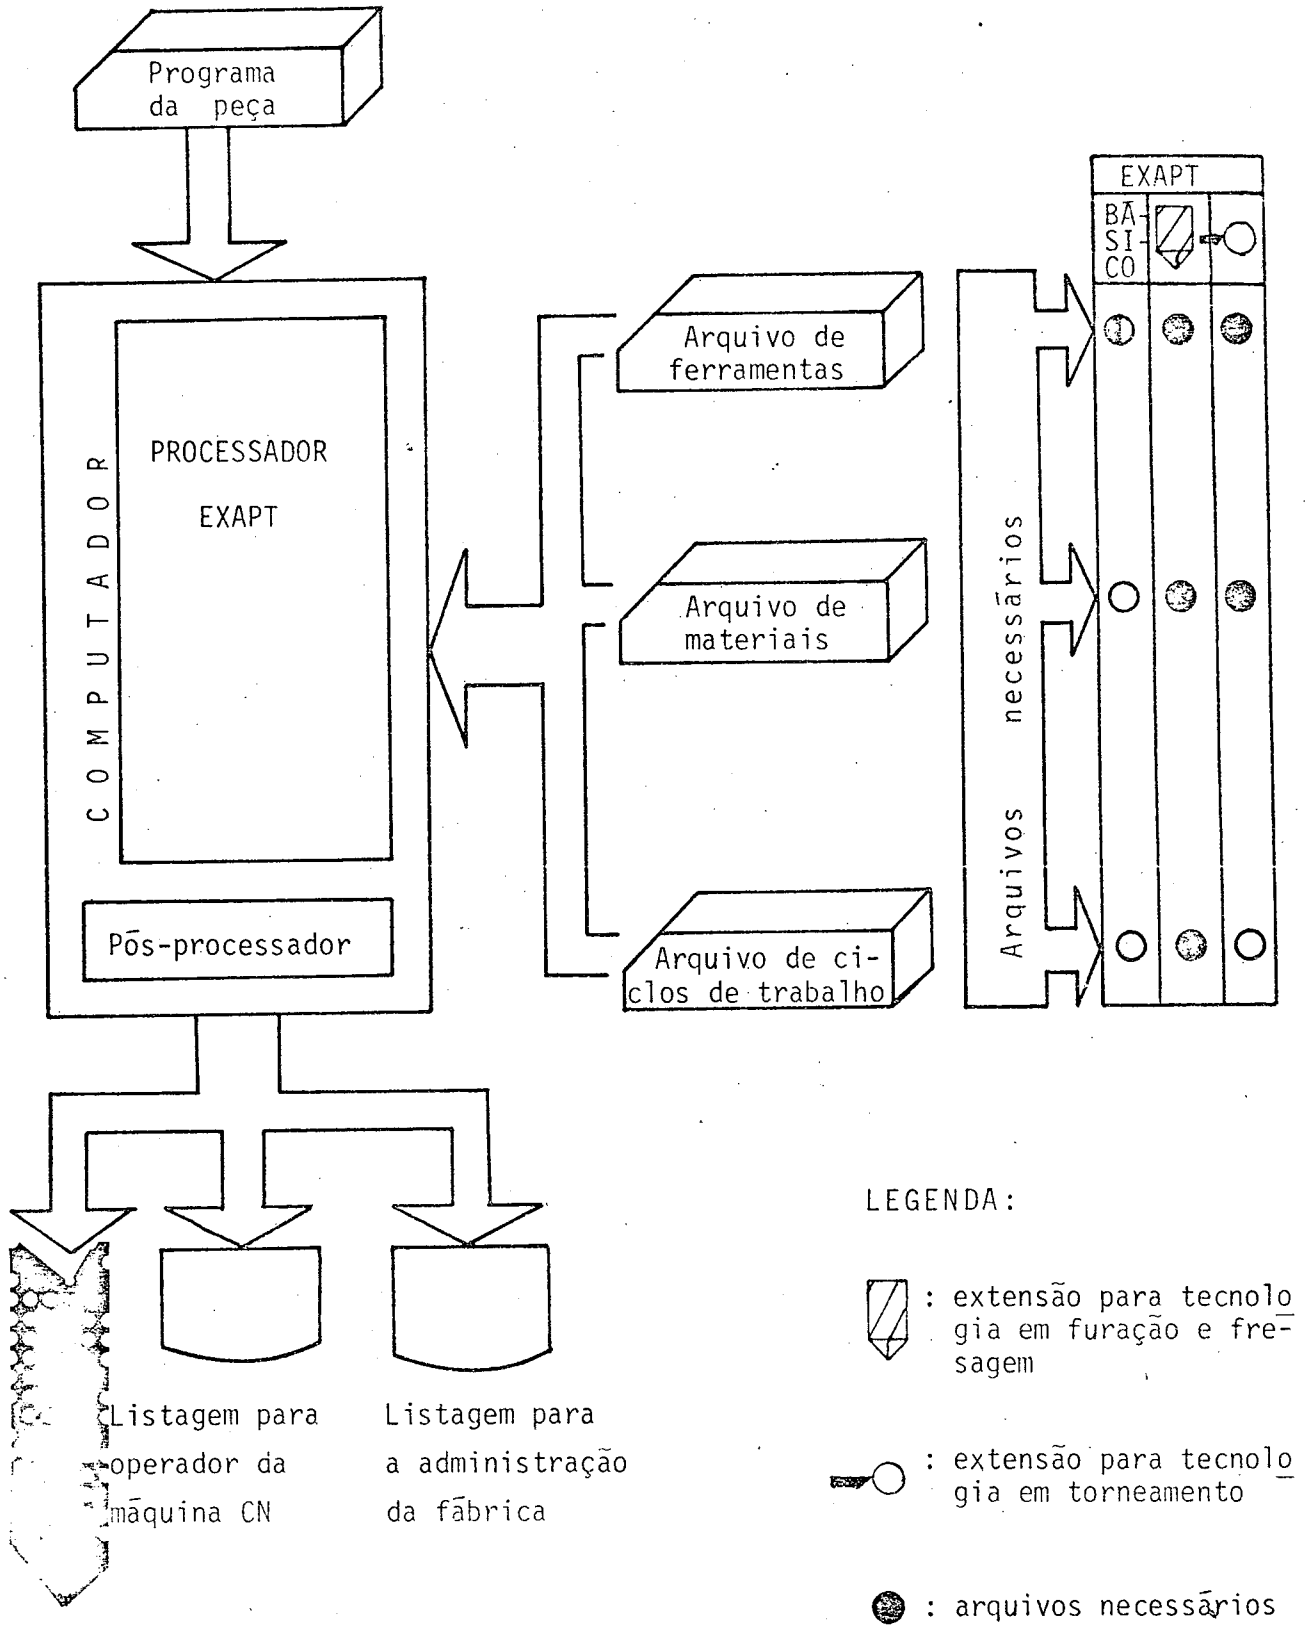 Programa
da peça
COMPUTADOR
PROCESSADOR
EXAPT
Pós-processador
Arquivo de
ferramentas
Arquivo de
materiais
Arquivo de ci-
clos de trabalho
Arquivos necessários
EXAPT
BÁ-
SI-
CO
Listagem para
operador da
máquina CN
Listagem para
a administração
da fábrica
LEGENDA:
: extensão para tecnolo
gia em furação e fre-
sagem
: extensão para tecnolo
gia em torneamento
: arquivos necessários